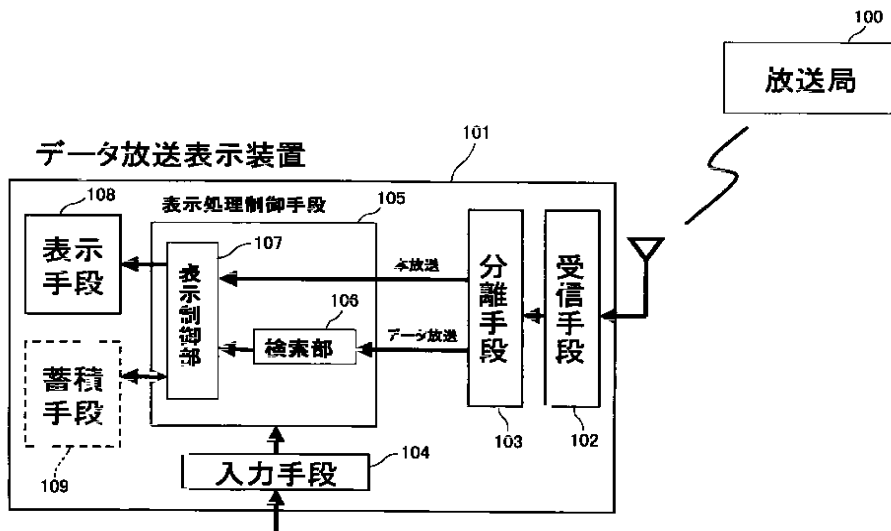 100
放送局
101
データ放送表示装置
108
表示
手段
表示処理制御手段
105
107
表示制御部
本放送
106
検索部
データ放送
分離手段
103
受信手段
102
蓄積
手段
109
入力手段
104